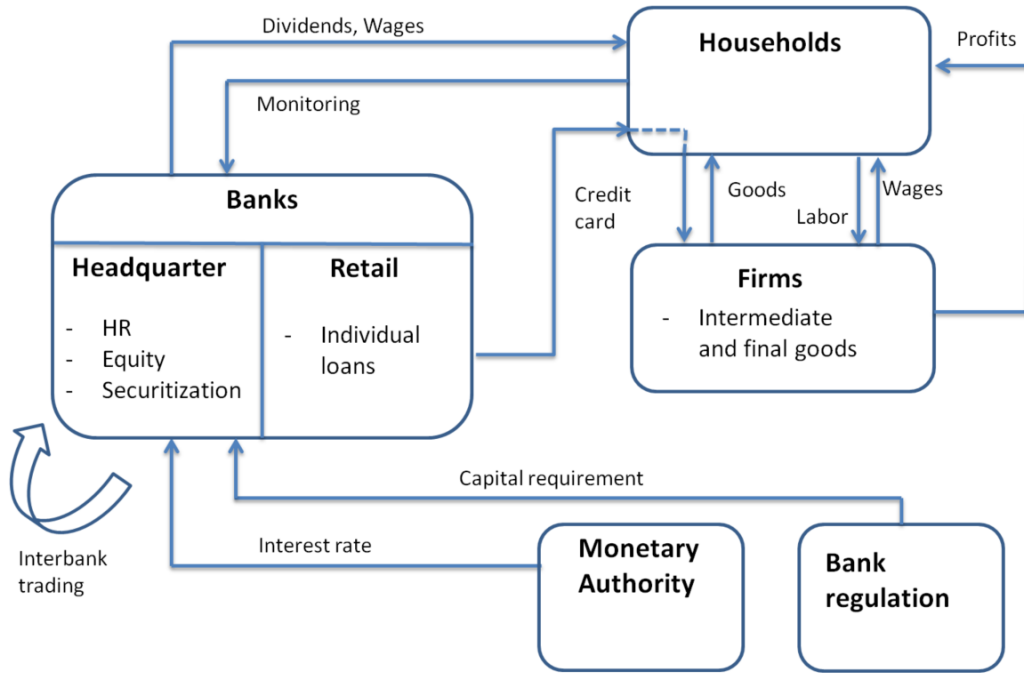 Dividends, Wages
Households
Profits
Monitoring
Credit
card
Goods
Labor
Wages
Banks
Headquarter
- HR
- Equity
- Securitization
Retail
- Individual
loans
Firms
- Intermediate
and final goods
Interbank
trading
Capital requirement
Interest rate
Monetary
Authority
Bank
regulation